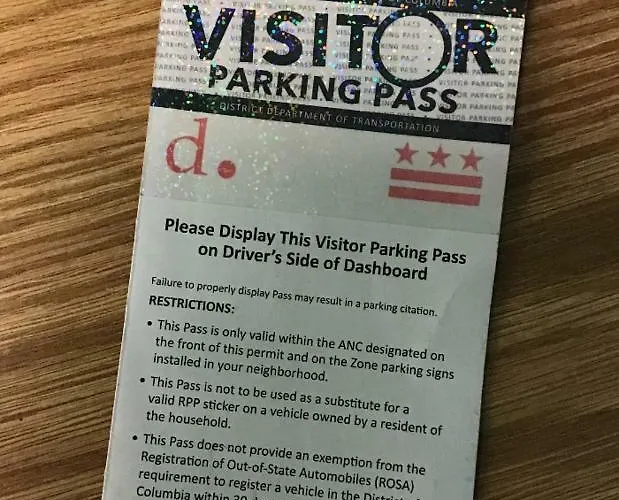 COLUMBIA
VISITOR
PARKING PASS
DISTRICT DEPARTMENT OF TRANSPORTATION
d.
Please Display This Visitor Parking Pass
on Driver's Side of Dashboard
Failure to properly display Pass may result in a parking citation.
RESTRICTIONS:
• This Pass is only valid within the ANC designated on
the front of this permit and on the Zone parking signs
installed in your neighborhood.
• This Pass is not to be used as a substitute for a
valid RPP sticker on a vehicle owned by a resident of
the household.
• This Pass does not provide an exemption from the
Registration of Out-of-State Automobiles (ROSA)
requirement to register a vehicle in the District
Columbia within 30